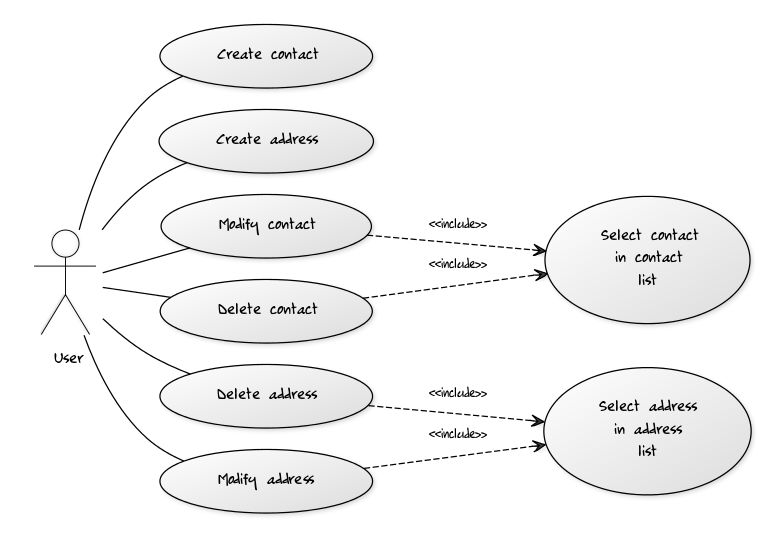 Create contact
Create address
Modify contact
<<include>>
Select contact
in contact
list
<<include>>
Delete contact
User
Delete address
<<include>>
Select address
in address
list
<<include>>
Modify address